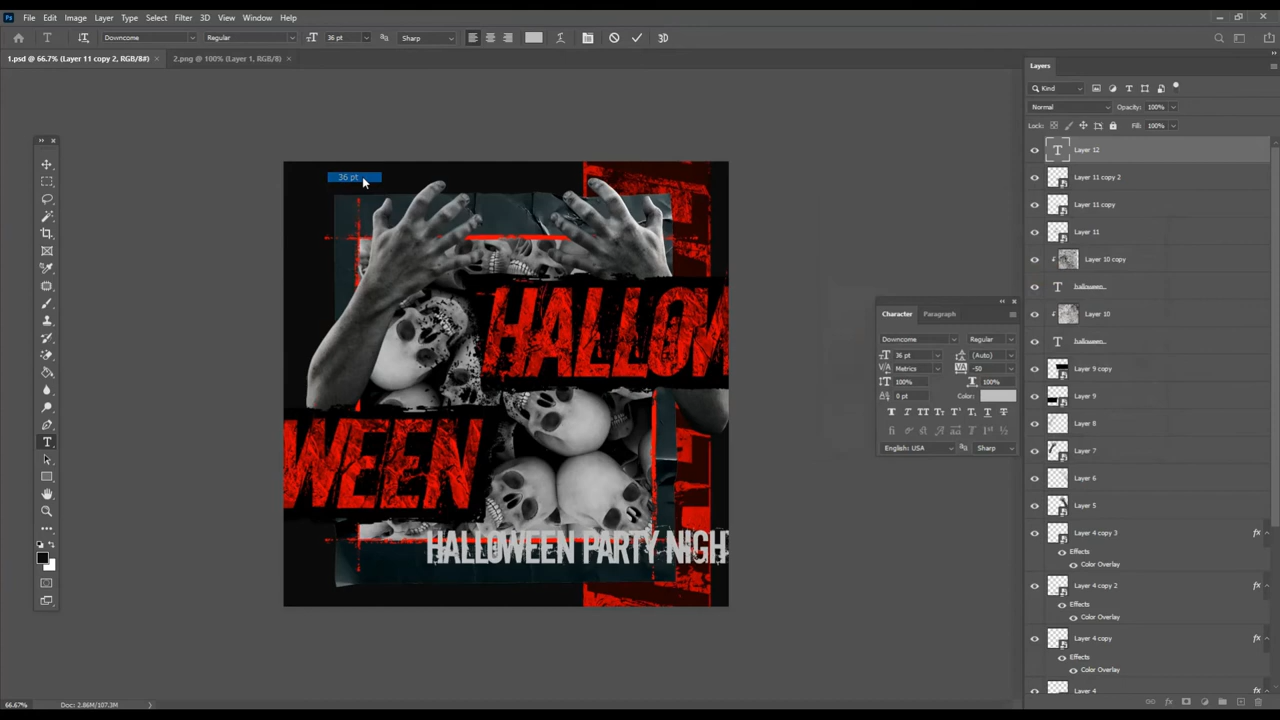 File Edit Image Layer Type Select Filter 3D View Window Help
Downcome Regular 36 pt Sharp 3D
1.psd @ 66.7% (Layer 11 copy 2, RGB/8#) 2.png @ 100% (Layer 1, RGB/8)
36 pt
HALLOW
WEEN
HALLOWEEN PARTY NIGH
Character Paragraph
Downcome Regular
36 pt (Auto)
Metrics -50
100% 100%
0 pt Color:
English: USA Sharp
Layers
Kind
Normal Opacity: 100%
Lock: Fill: 100%
Layer 12
Layer 11 copy 2
Layer 11 copy
Layer 11
Layer 10 copy
halloween
Layer 10
halloween
Layer 9 copy
Layer 9
Layer 8
Layer 7
Layer 6
Layer 5
Layer 4 copy 3 fx
Effects
Color Overlay
Layer 4 copy 2 fx
Effects
Color Overlay
Layer 4 copy fx
Effects
Color Overlay
Layer 4
66.67% Doc: 2.86M/107.3M